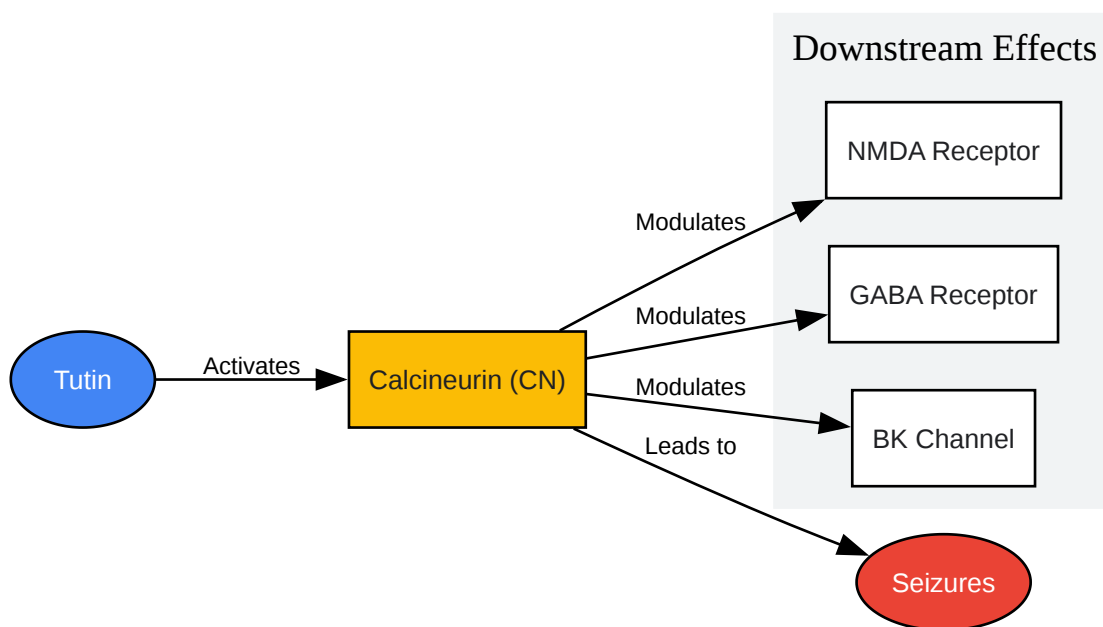 Downstream Effects
NMDA Receptor
Modulates
GABA Receptor
Modulates
Tutin
Activates
Calcineurin (CN)
Modulates
BK Channel
Leads to
Seizures